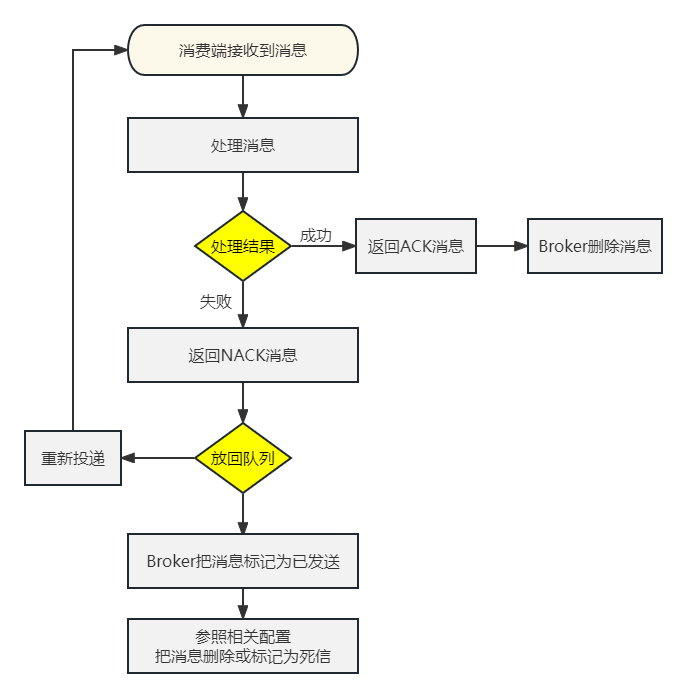 消费端接收到消息
处理消息
处理结果
成功
返回ACK消息
Broker删除消息
失败
返回NACK消息
放回队列
重新投递
Broker把消息标记为已发送
参照相关配置
把消息删除或标记为死信